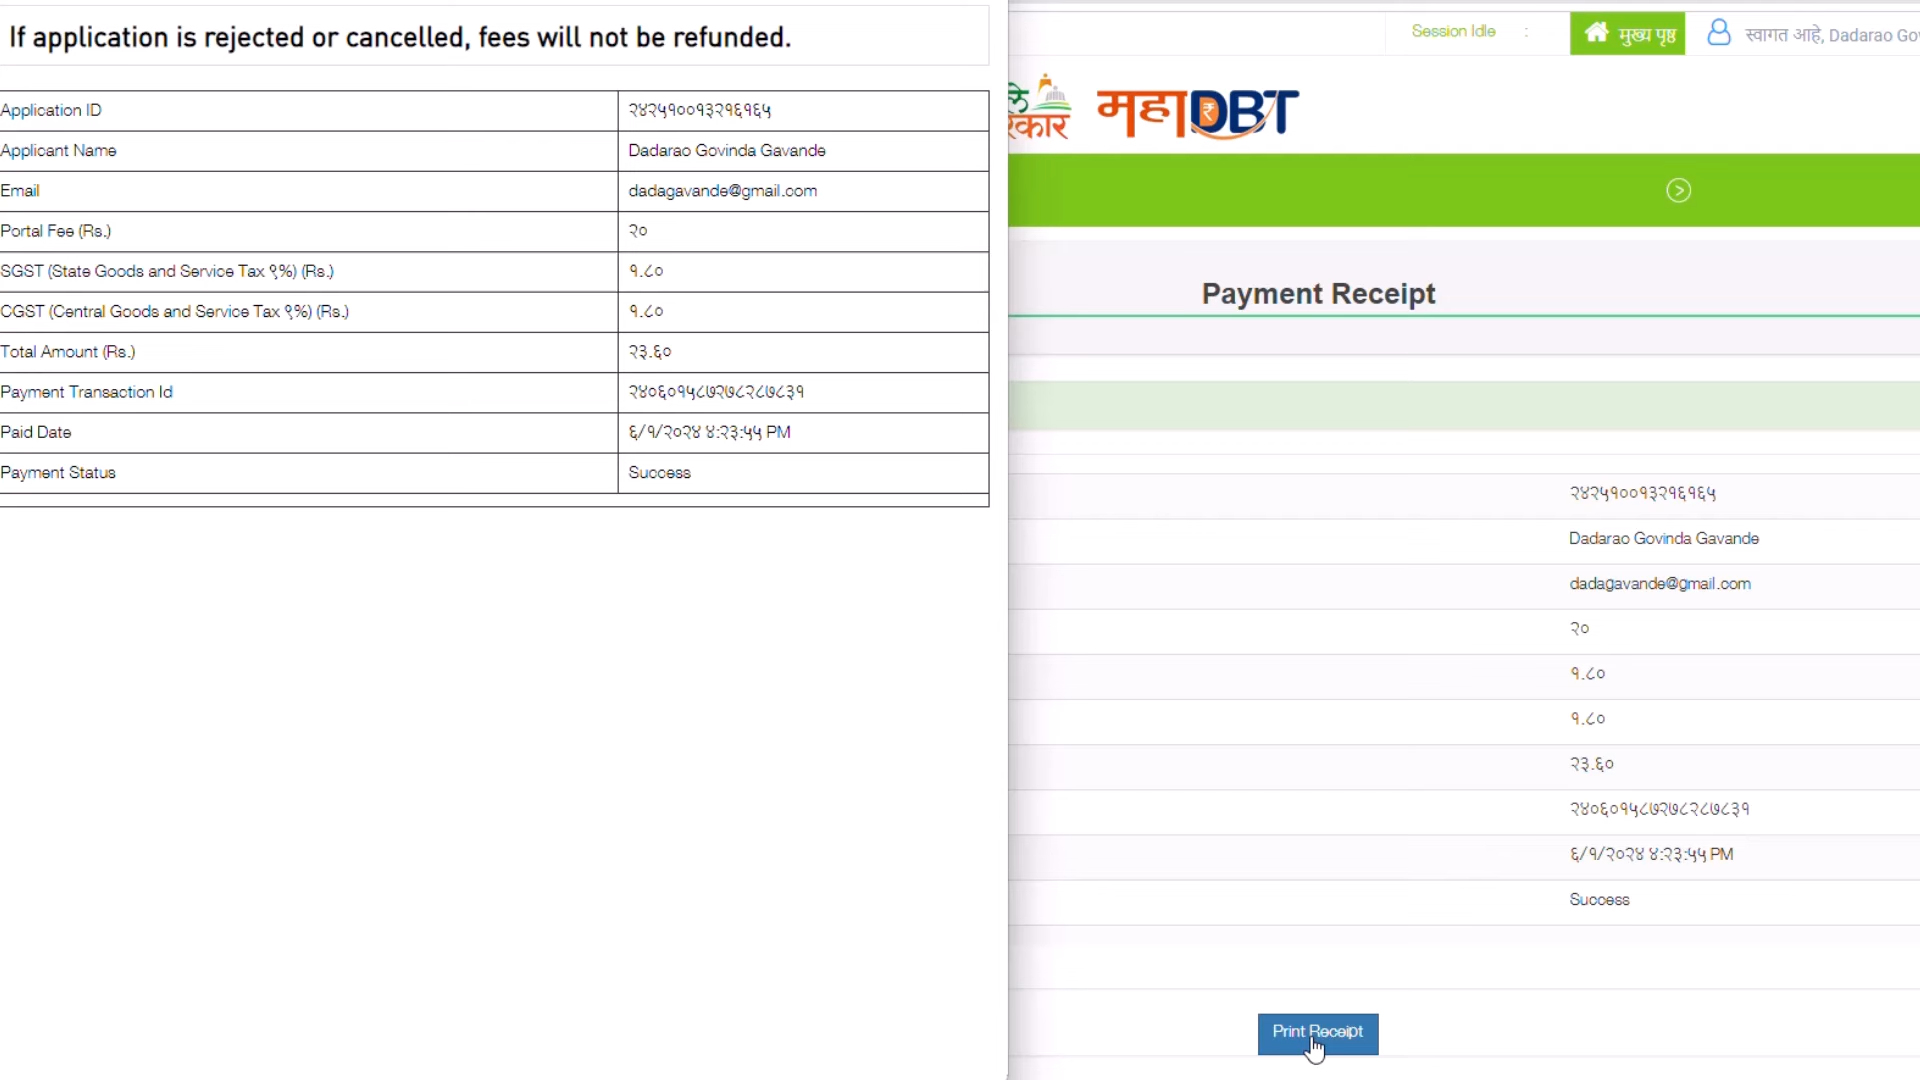 If application is rejected or cancelled, fees will not be refunded.
Application ID २४२५१००१३२१६१६५
Applicant Name Dadarao Govinda Gavande
Email dadagavande@gmail.com
Portal Fee (Rs.) २०
SGST (State Goods and Service Tax ९%) (Rs.) १.८०
CGST (Central Goods and Service Tax ९%) (Rs.) १.८०
Total Amount (Rs.) २३.६०
Payment Transaction Id २४०६०१५८७२७८२८७८३१
Paid Date ६/१/२०२४ ४:२३:५५ PM
Payment Status Success
Session Idle :
मुख्य पृष्ठ
स्वागत आहे, Dadarao Gov
महाDBT
Payment Receipt
२४२५१००१३२१६१६५
Dadarao Govinda Gavande
dadagavande@gmail.com
२०
१.८०
१.८०
२३.६०
२४०६०१५८७२७८२८७८३१
६/१/२०२४ ४:२३:५५ PM
Success
Print Receipt